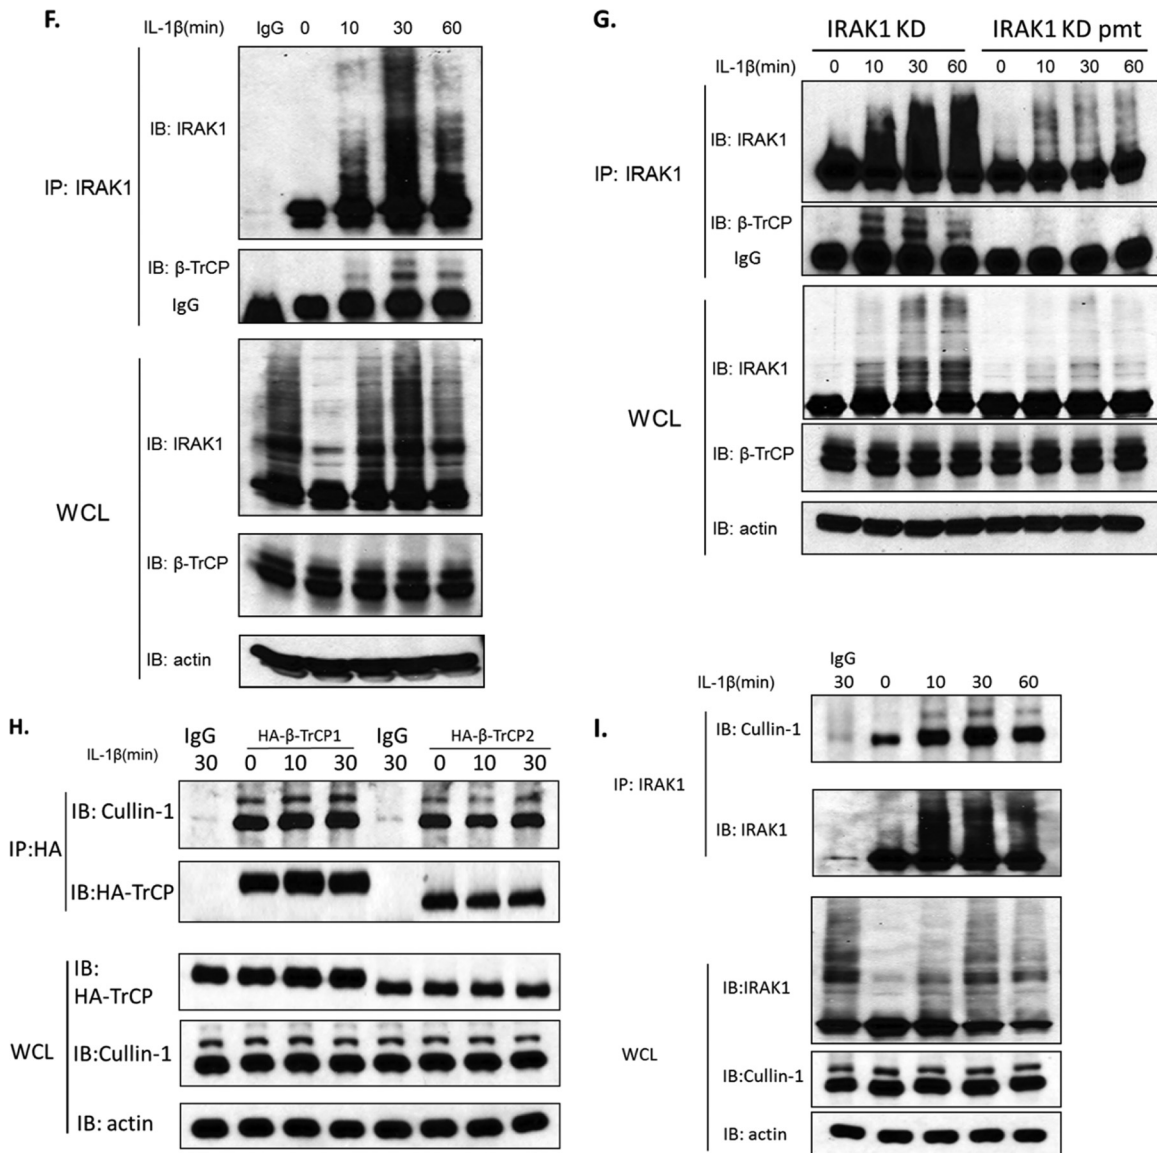 F.
IL-1β(min) IgG 0 10 30 60
IB: IRAK1
IP: IRAK1
IB: β-TrCP
IgG
IB: IRAK1
WCL
IB: β-TrCP
IB: actin
G.
IRAK1 KD IRAK1 KD pmt
IL-1β(min) 0 10 30 60 0 10 30 60
IB: IRAK1
IP: IRAK1
IB: β-TrCP
IgG
IB: IRAK1
WCL
IB: β-TrCP
IB: actin
H.
IgG HA-β-TrCP1 IgG HA-β-TrCP2
IL-1β(min) 30 0 10 30 30 0 10 30
IB: Cullin-1
IP:HA
IB:HA-TrCP
IB:
HA-TrCP
WCL
IB:Cullin-1
IB: actin
I.
IgG
IL-1β(min) 30 0 10 30 60
IB: Cullin-1
IP: IRAK1
IB: IRAK1
IB:IRAK1
WCL
IB:Cullin-1
IB: actin